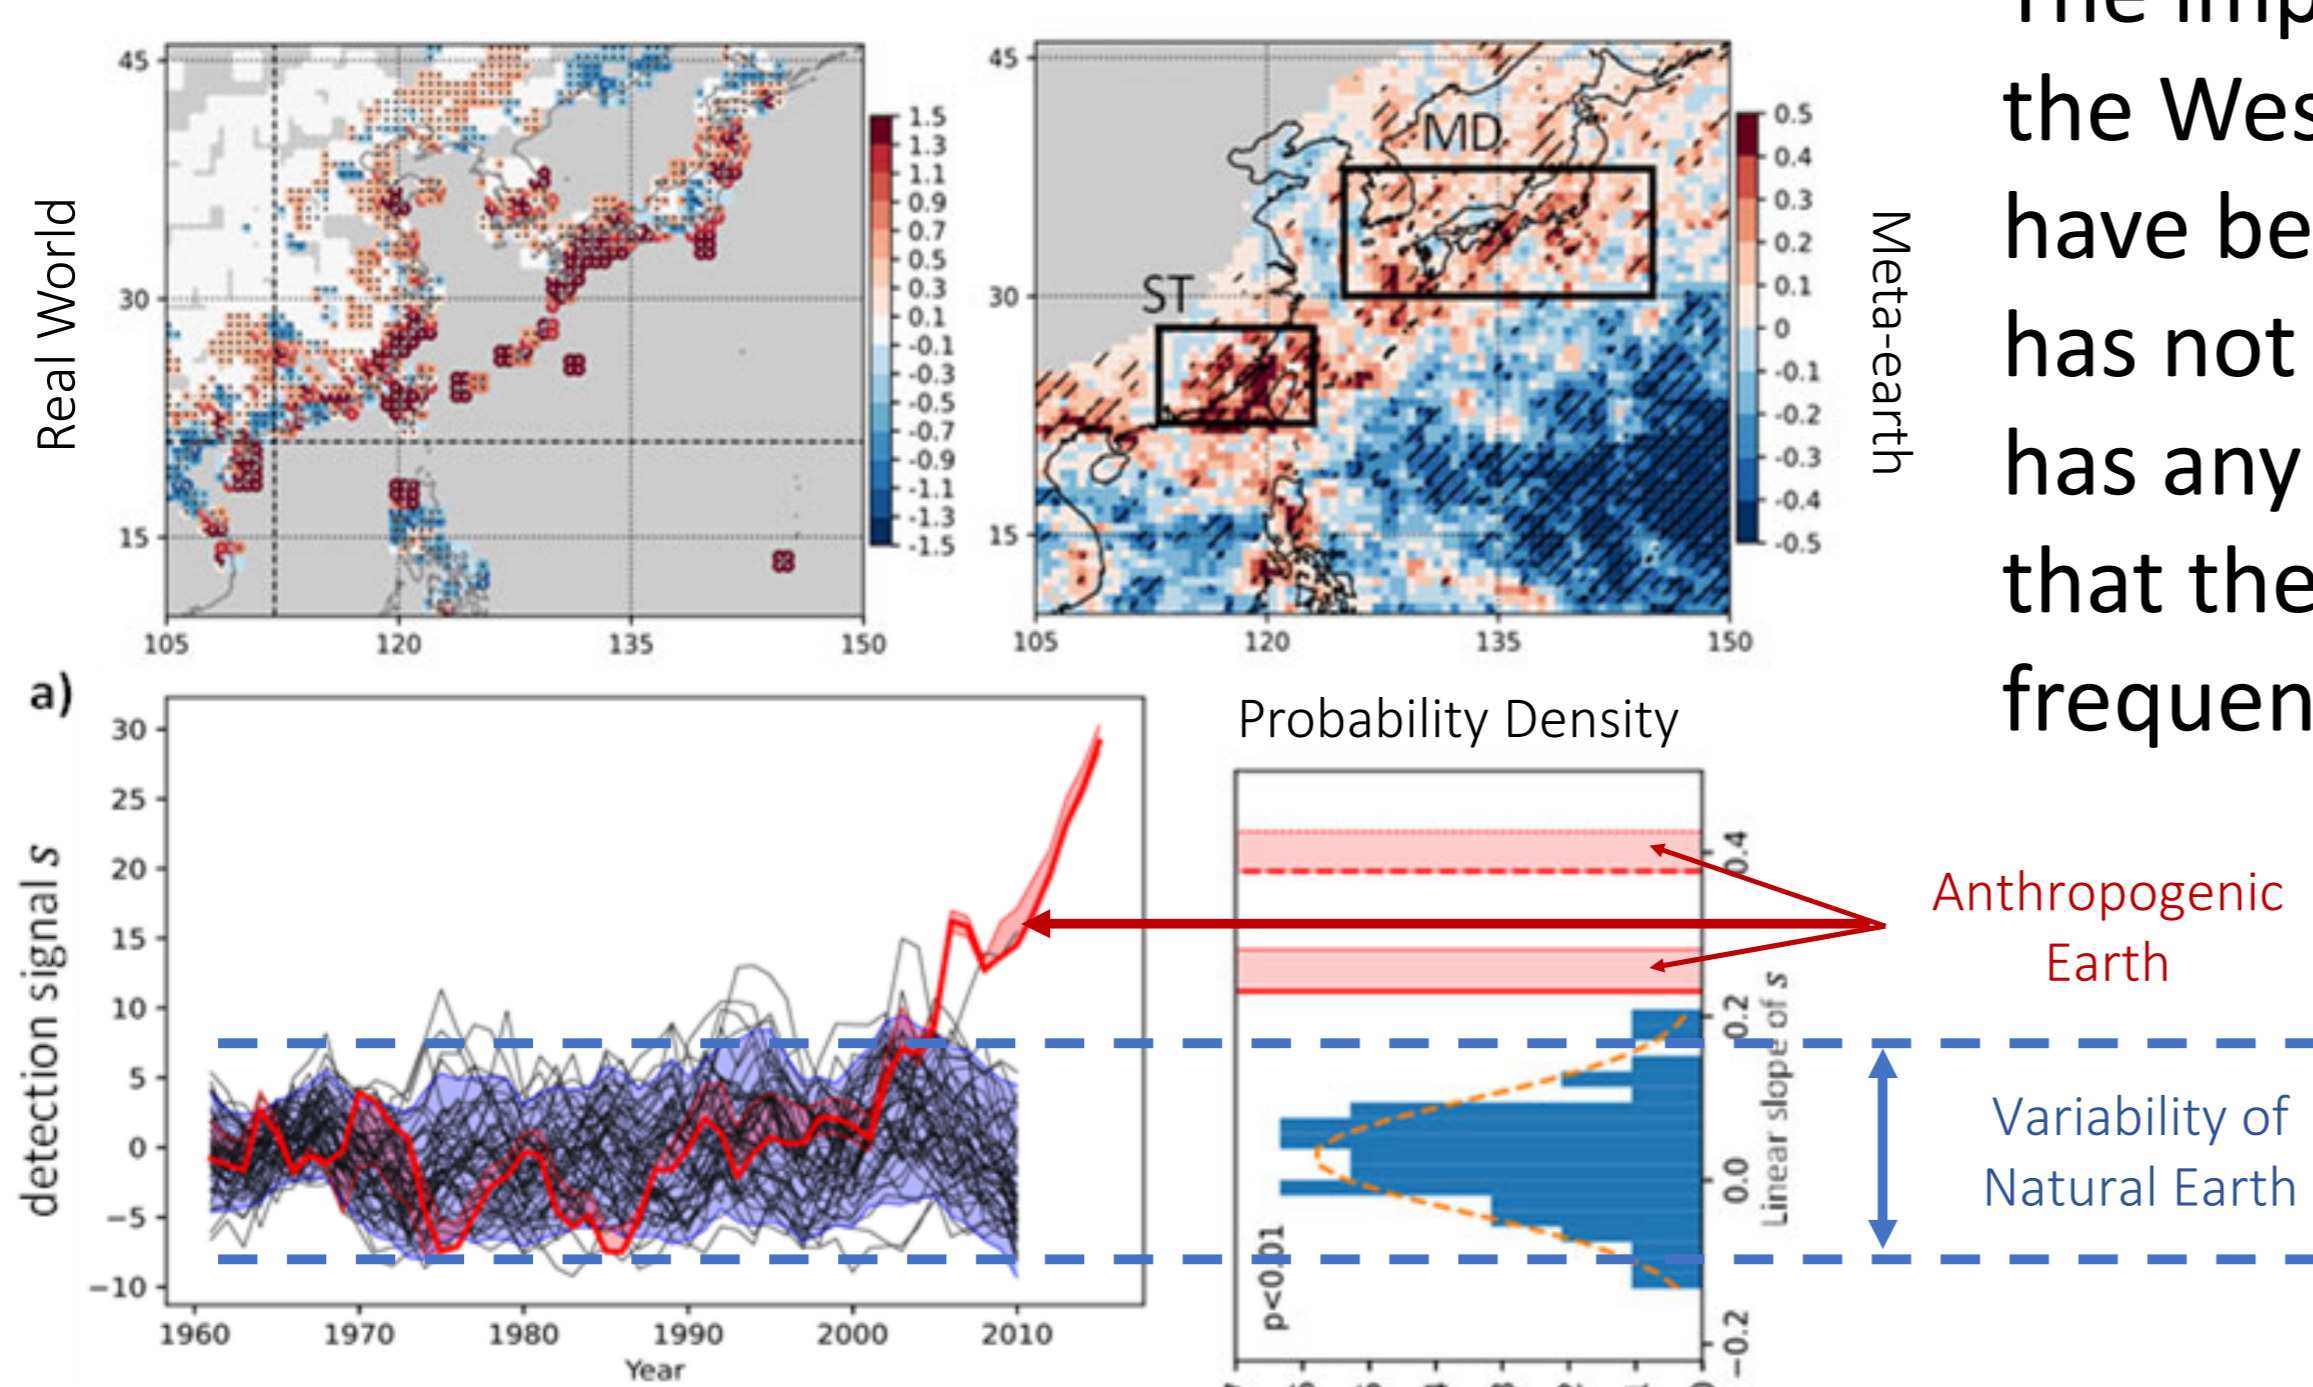 The imp
the Wes
have be
has not
has any
that the
frequen
Real World
45
30
15
105 120 135 150
1.5
1.3
1.1
0.9
0.7
0.5
0.3
0.1
-0.1
-0.3
-0.5
-0.7
-0.9
-1.1
-1.3
-1.5
MD
ST
45
30
15
105 120 135 150
0.5
0.4
0.3
0.2
0.1
0
-0.1
-0.2
-0.3
-0.4
-0.5
Meta-earth
a)
detection signal s
30
25
20
15
10
5
0
−5
−10
1960 1970 1980 1990 2000 2010
Year
Probability Density
p<0.01
0.4
0.2
0.0
−0.2
Linear slope of s
Anthropogenic
Earth
Variability of
Natural Earth